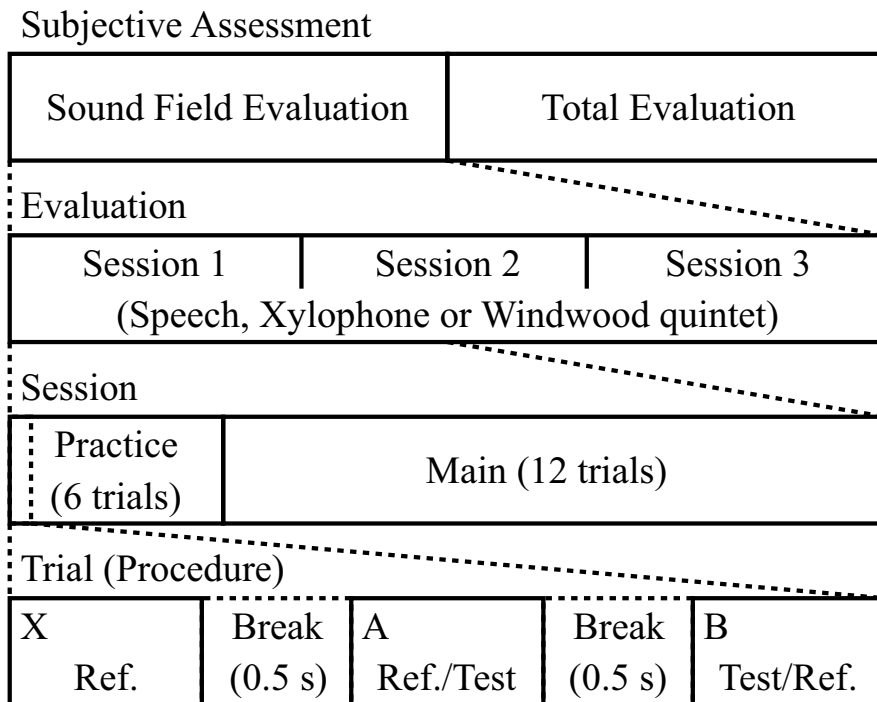 Subjective Assessment
Sound Field Evaluation
Total Evaluation
Evaluation
Session 1
Session 2
Session 3
(Speech, Xylophone or Windwood quintet)
Session
Practice
(6 trials)
Main (12 trials)
Trial (Procedure)
X
Ref.
Break
(0.5 s)
A
Ref./Test
Break
(0.5 s)
B
Test/Ref.